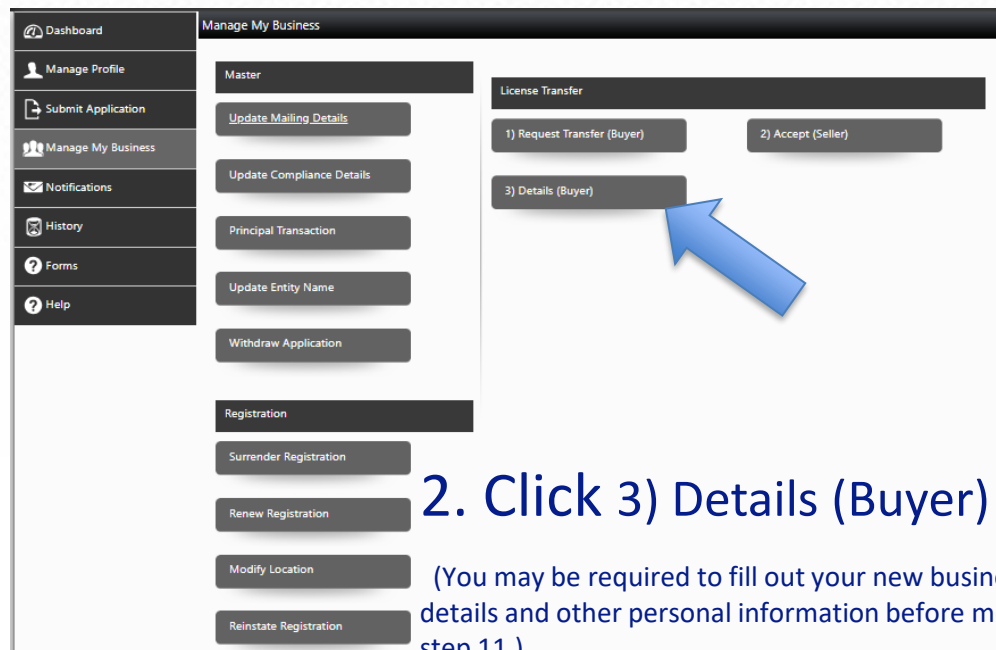 Dashboard
Manage Profile
Submit Application
Manage My Business
Notifications
History
Forms
Help
Manage My Business
Master
Update Mailing Details
Update Compliance Details
Principal Transaction
Update Entity Name
Withdraw Application
Registration
Surrender Registration
Renew Registration
Modify Location
Reinstate Registration
License Transfer
1) Request Transfer (Buyer)
2) Accept (Seller)
3) Details (Buyer)
2. Click 3) Details (Buyer)
(You may be required to fill out your new
details and other personal information before
step 11.)